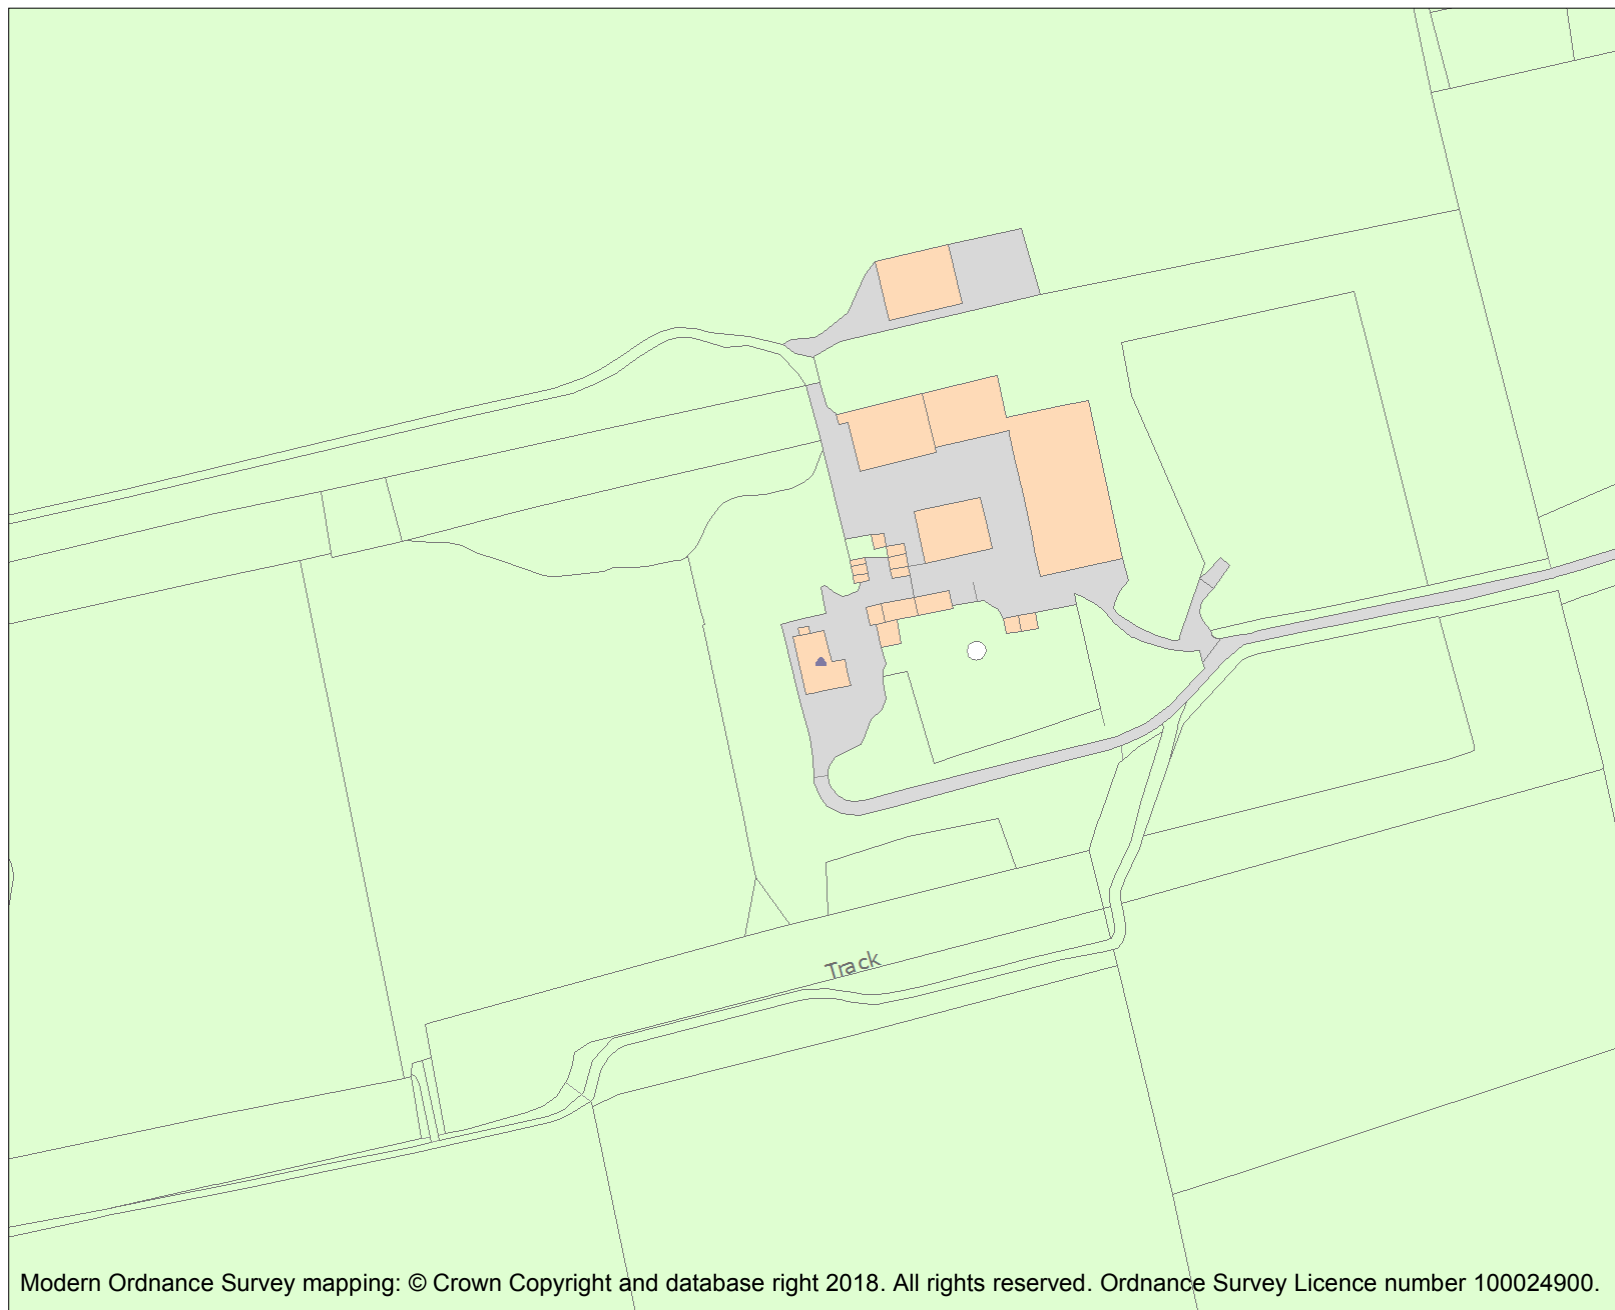 Track
Modern Ordnance Survey mapping: © Crown Copyright and database right 2018. All rights reserved. Ordnance Survey Licence number 100024900.